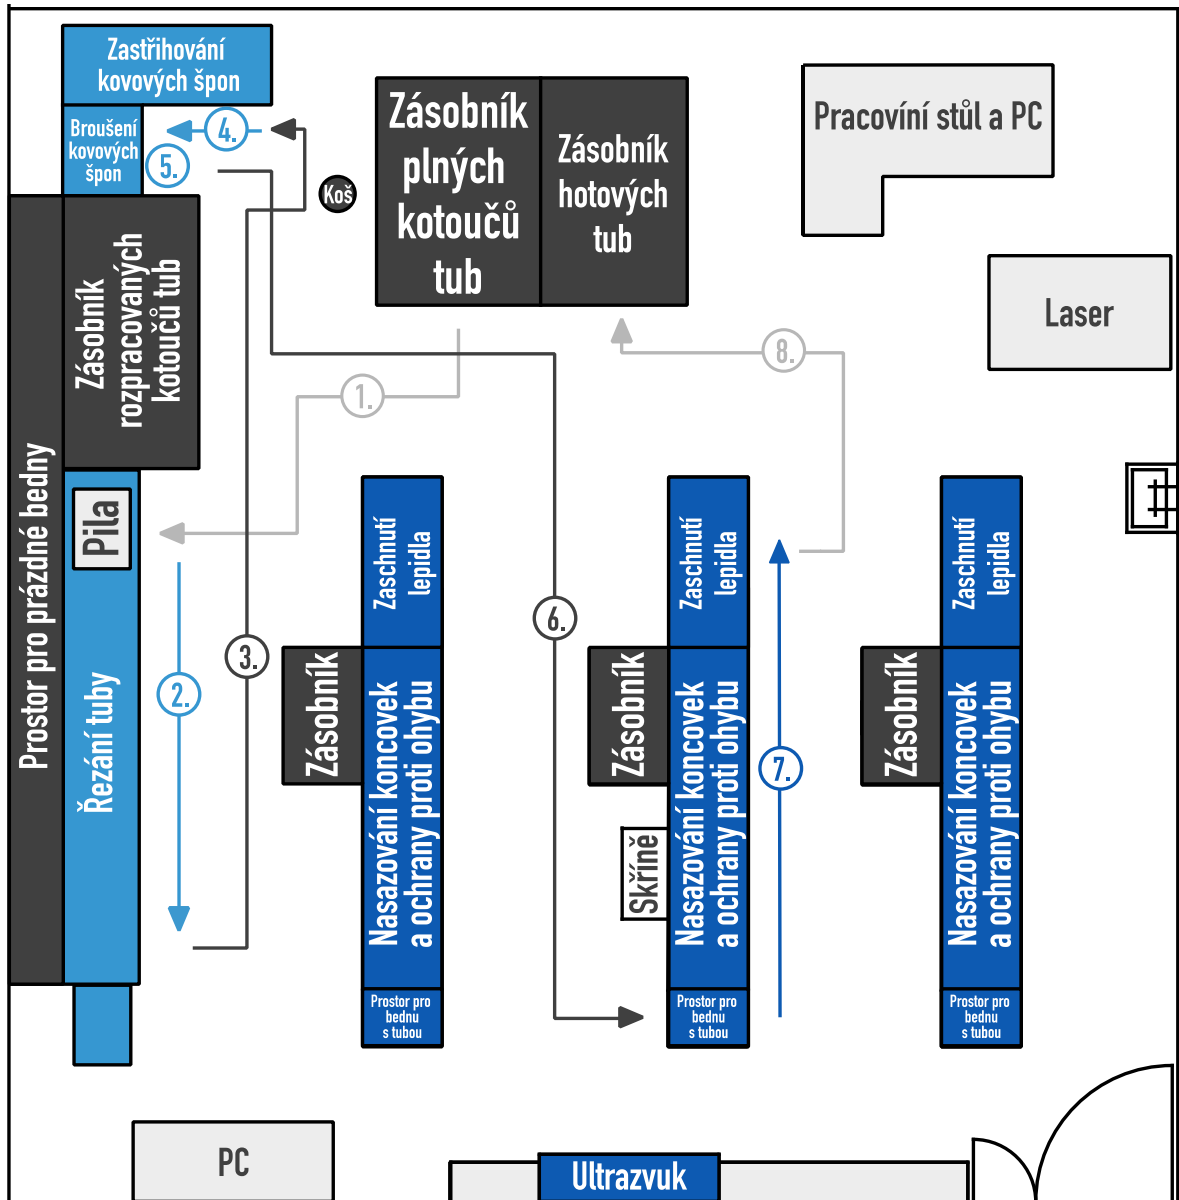 Zastřihování
kovových špon
Broušení
kovových
špon
4.
5.
Koš
Zásobník
plných
kotoučů
tub
Zásobník
hotových
tub
Pracovíní stůl a PC
Laser
Zásobník
rozpracovaných
kotoučů tub
Prostor pro prázdné bedny
Pila
Řezání tuby
1.
2.
3.
6.
7.
8.
Zaschnutí
lepidla
Zásobník
Nasazování koncovek
a ochrany proti ohybu
Prostor pro
bednu
s tubou
Zaschnutí
lepidla
Zásobník
Skříně
Nasazování koncovek
a ochrany proti ohybu
Prostor pro
bednu
s tubou
Zaschnutí
lepidla
Zásobník
Nasazování koncovek
a ochrany proti ohybu
Prostor pro
bednu
s tubou
PC
Ultrazvuk